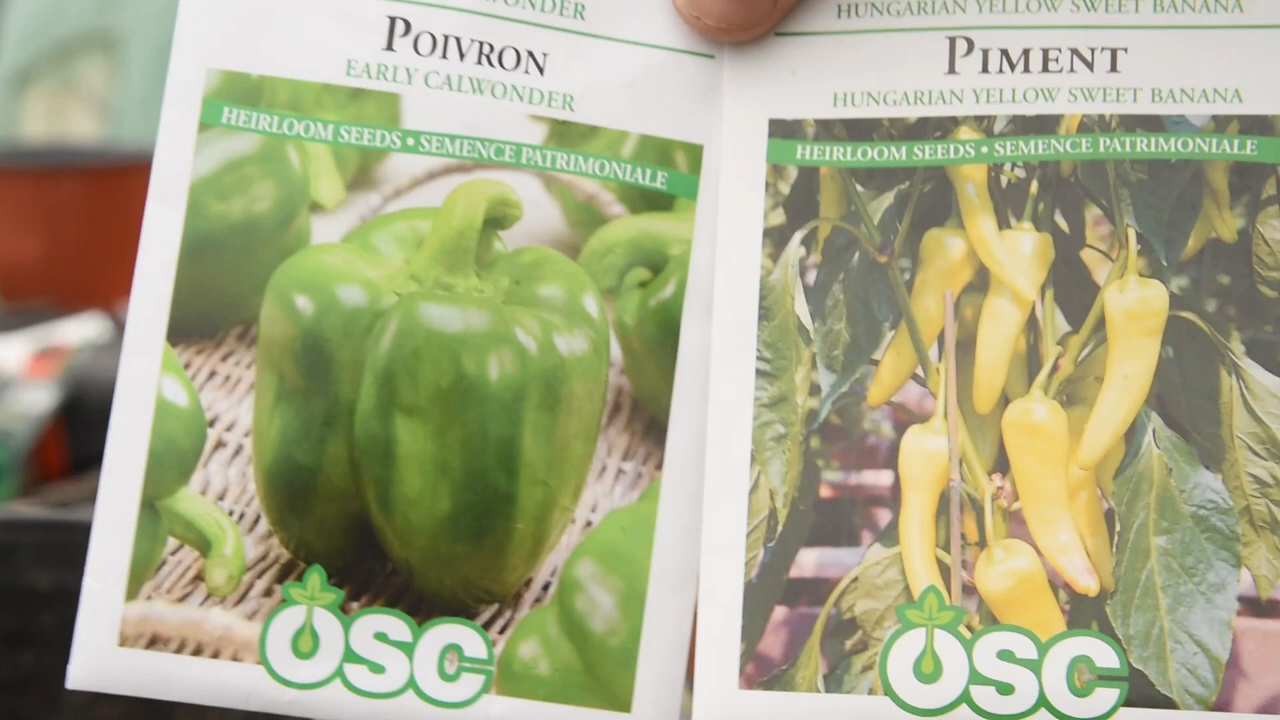 POIVRON
EARLY CALWONDER
HEIRLOOM SEEDS • SEMENCE PATRIMONIALE
OSC
HUNGARIAN YELLOW SWEET BANANA
PIMENT
HUNGARIAN YELLOW SWEET BANANA
HEIRLOOM SEEDS • SEMENCE PATRIMONIALE
OSC